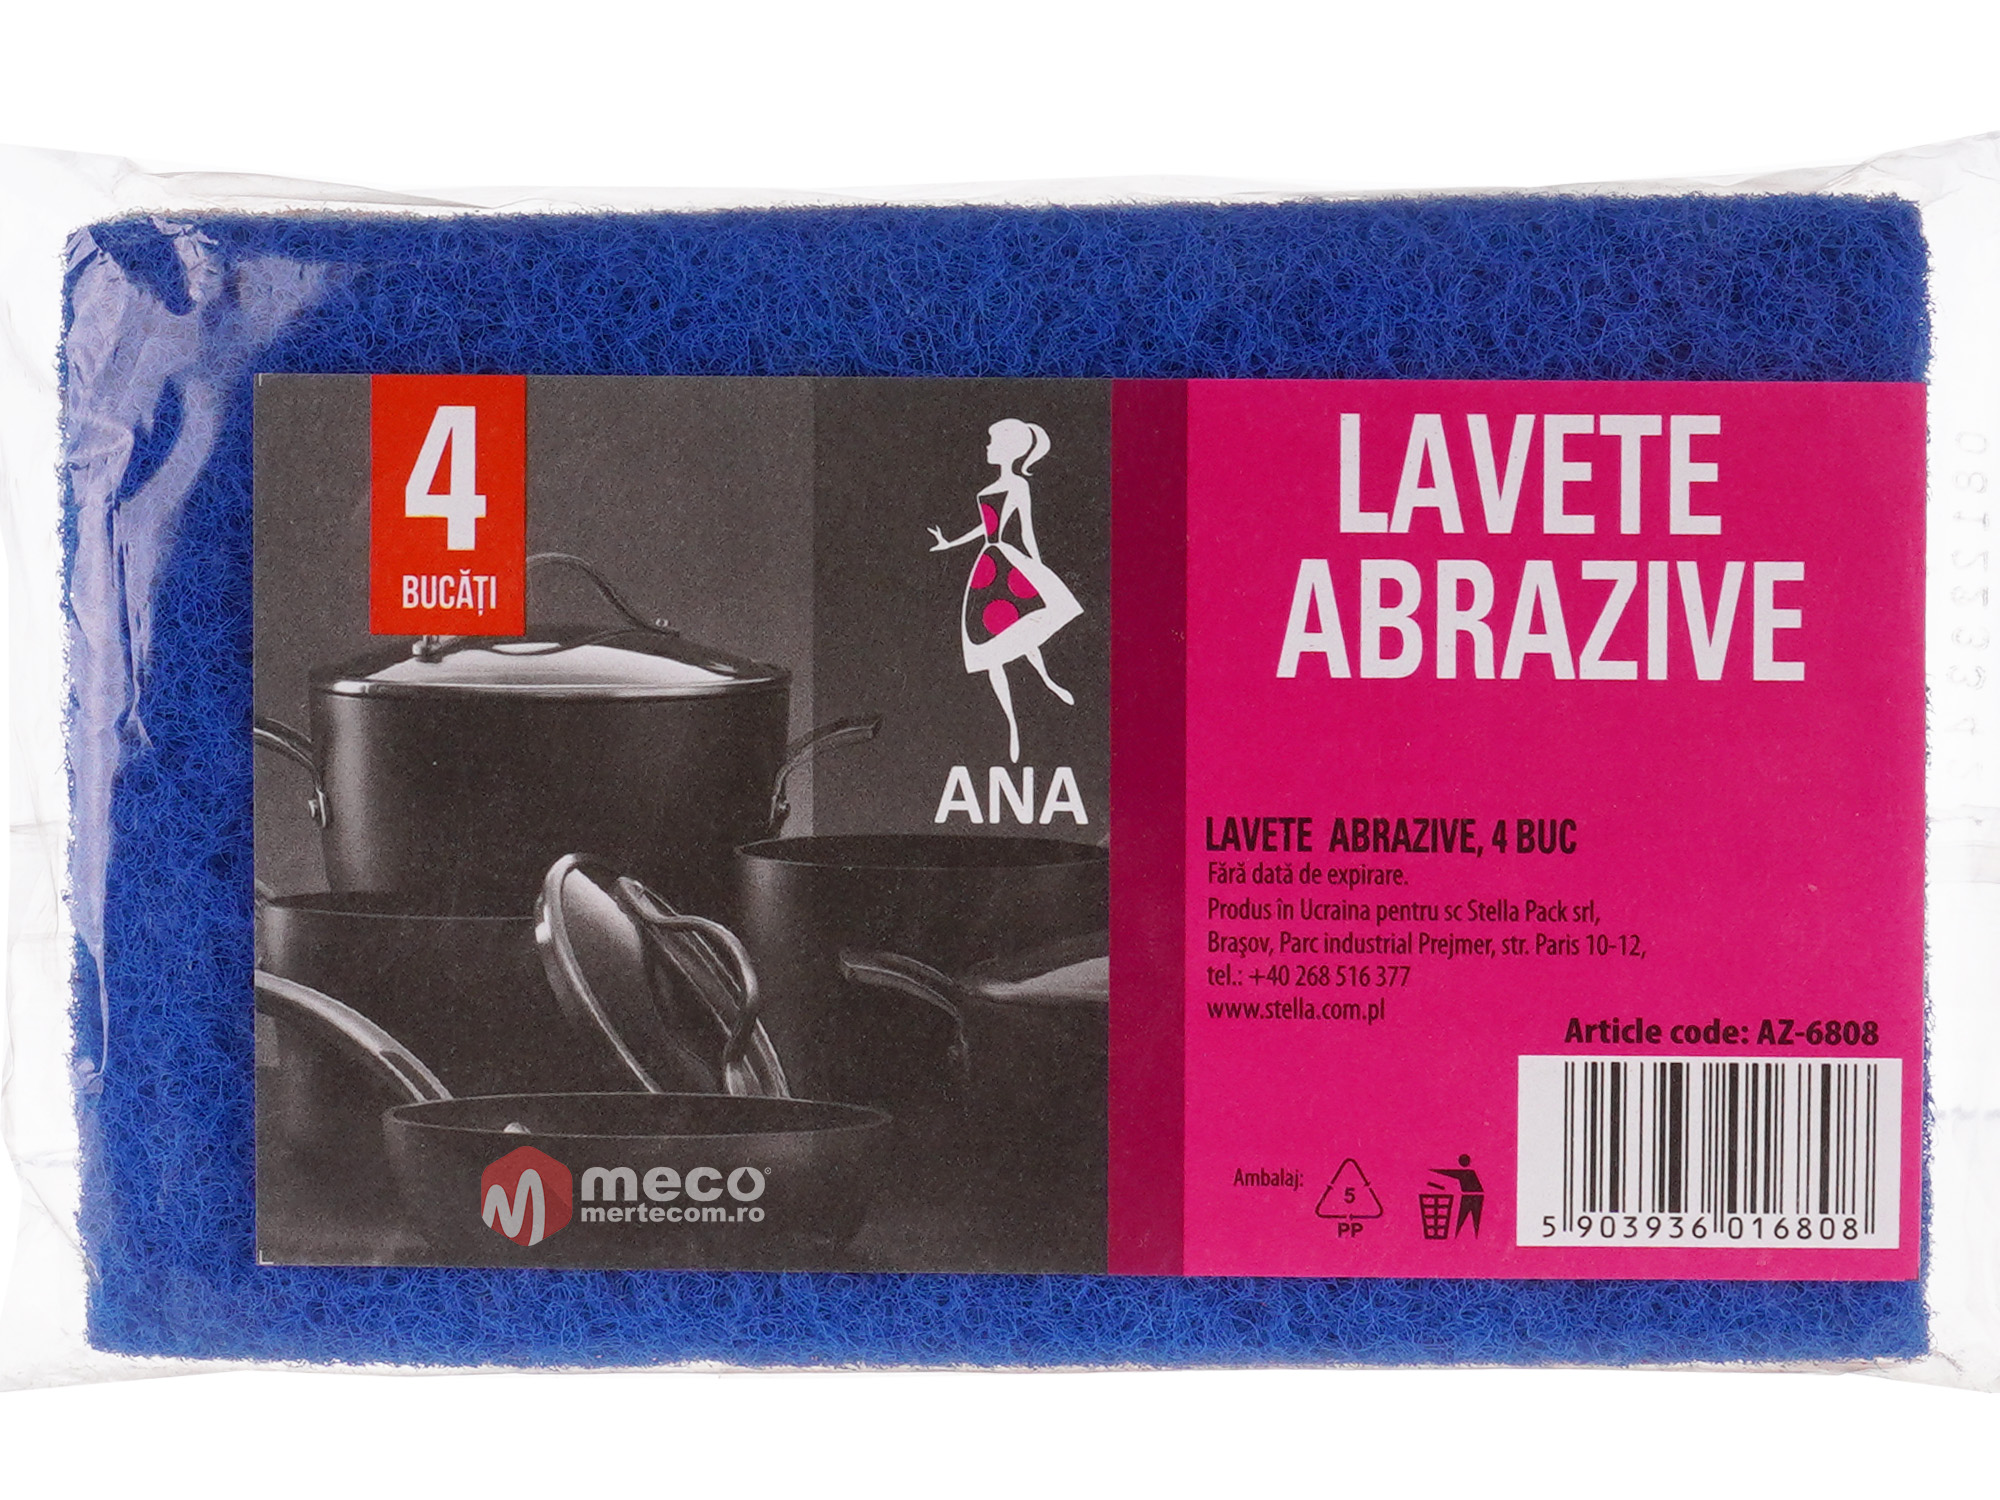 4
BUCĂȚI
ANA
LAVETE
ABRAZIVE
LAVETE ABRAZIVE, 4 BUC
Fără dată de expirare.
Produs în Ucraina pentru sc Stella Pack srl,
Brașov, Parc industrial Prejmer, str. Paris 10-12,
tel.: +40 268 516 377
www.stella.com.pl
Article code: AZ-6808
Ambalaj:
5
PP
5 903936 016808
meco®
mertecom.ro